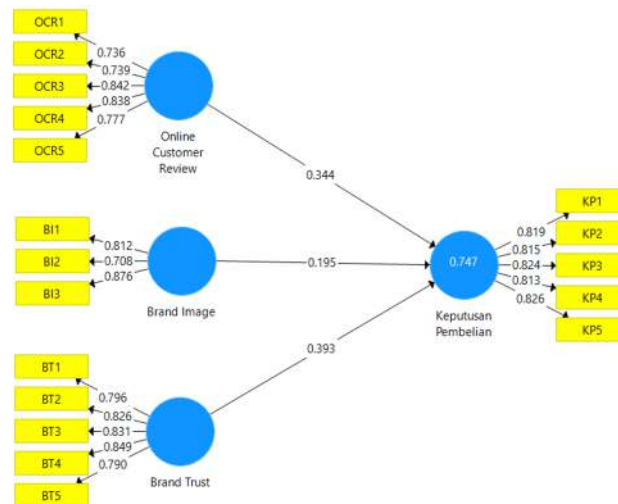 OCR1
OCR2
OCR3
OCR4
OCR5
0.736
0.739
0.842
0.838
0.777
Online
Customer
Review
0.344
BI1
BI2
BI3
0.812
0.708
0.876
Brand Image
0.195
BT1
BT2
BT3
BT4
BT5
0.796
0.826
0.831
0.849
0.790
Brand Trust
0.393
0.747
Keputusan
Pembelian
0.819
0.815
0.824
0.813
0.826
KP1
KP2
KP3
KP4
KP5